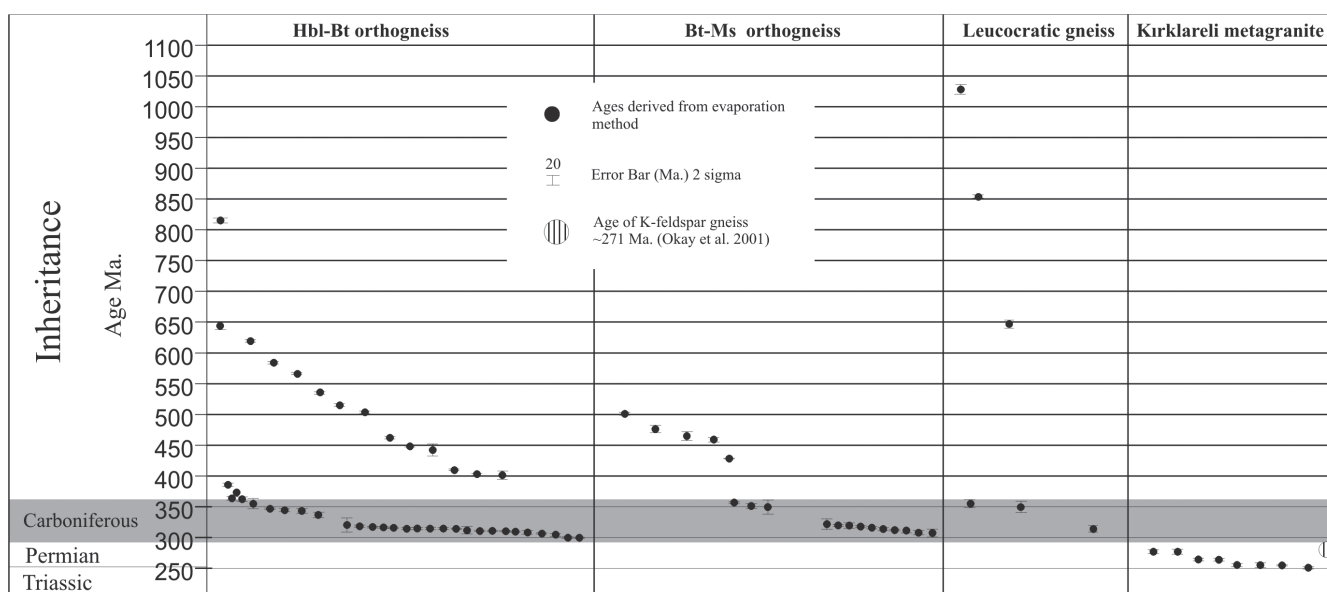 Hbl-Bt orthogneiss
Bt-Ms orthogneiss
Leucocratic gneiss
Kırklareli metagranite
Inheritance
Age Ma.
1100
1050
1000
950
900
850
800
750
700
650
600
550
500
450
400
350
300
250
Ages derived from evaporation
method
20
Error Bar (Ma.) 2 sigma
Age of K-feldspar gneiss
~271 Ma. (Okay et al. 2001)
Carboniferous
Permian
Triassic